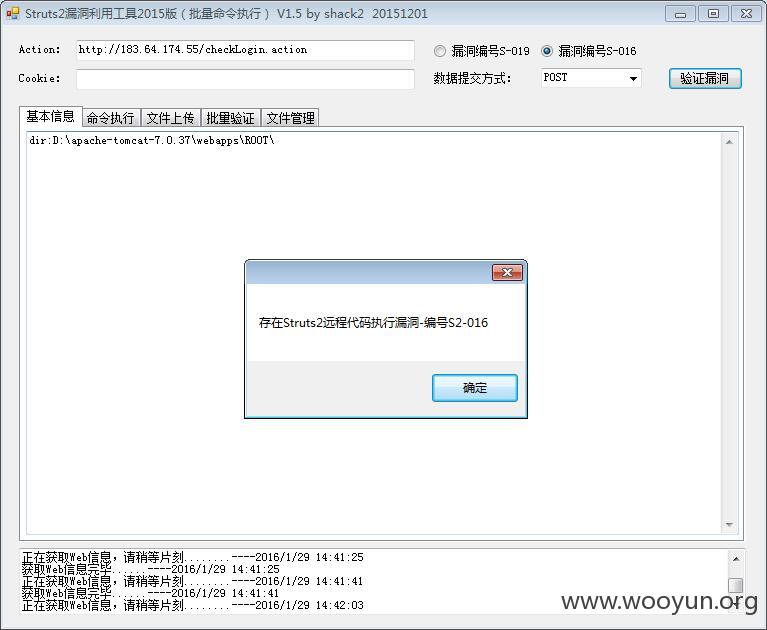 Struts2漏洞利用工具2015版（批量命令执行） V1.5 by shack2  20151201
Action: http://183.64.174.55/checkLogin.action 漏洞编号S-019 漏洞编号S-016
Cookie: 数据提交方式: POST 验证漏洞
基本信息 命令执行 文件上传 批量验证 文件管理
dir:D:\apache-tomcat-7.0.37\webapps\ROOT\
存在Struts2远程代码执行漏洞-编号S2-016
确定
正在获取Web信息，请稍等片刻........----2016/1/29 14:41:25
获取Web信息完毕......----2016/1/29 14:41:25
正在获取Web信息，请稍等片刻........----2016/1/29 14:41:41
获取Web信息完毕......----2016/1/29 14:41:41
正在获取Web信息，请稍等片刻........----2016/1/29 14:42:03
www.wooyun.org